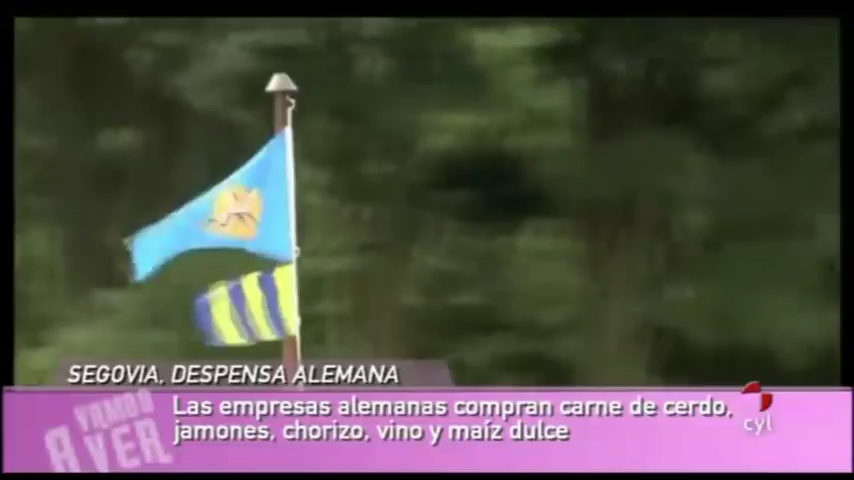 SEGOVIA, DESPENSA ALEMANA
Las empresas alemanas compran carne de cerdo,
jamones, chorizo, vino y maíz dulce
VAMOS
A VER
cyl